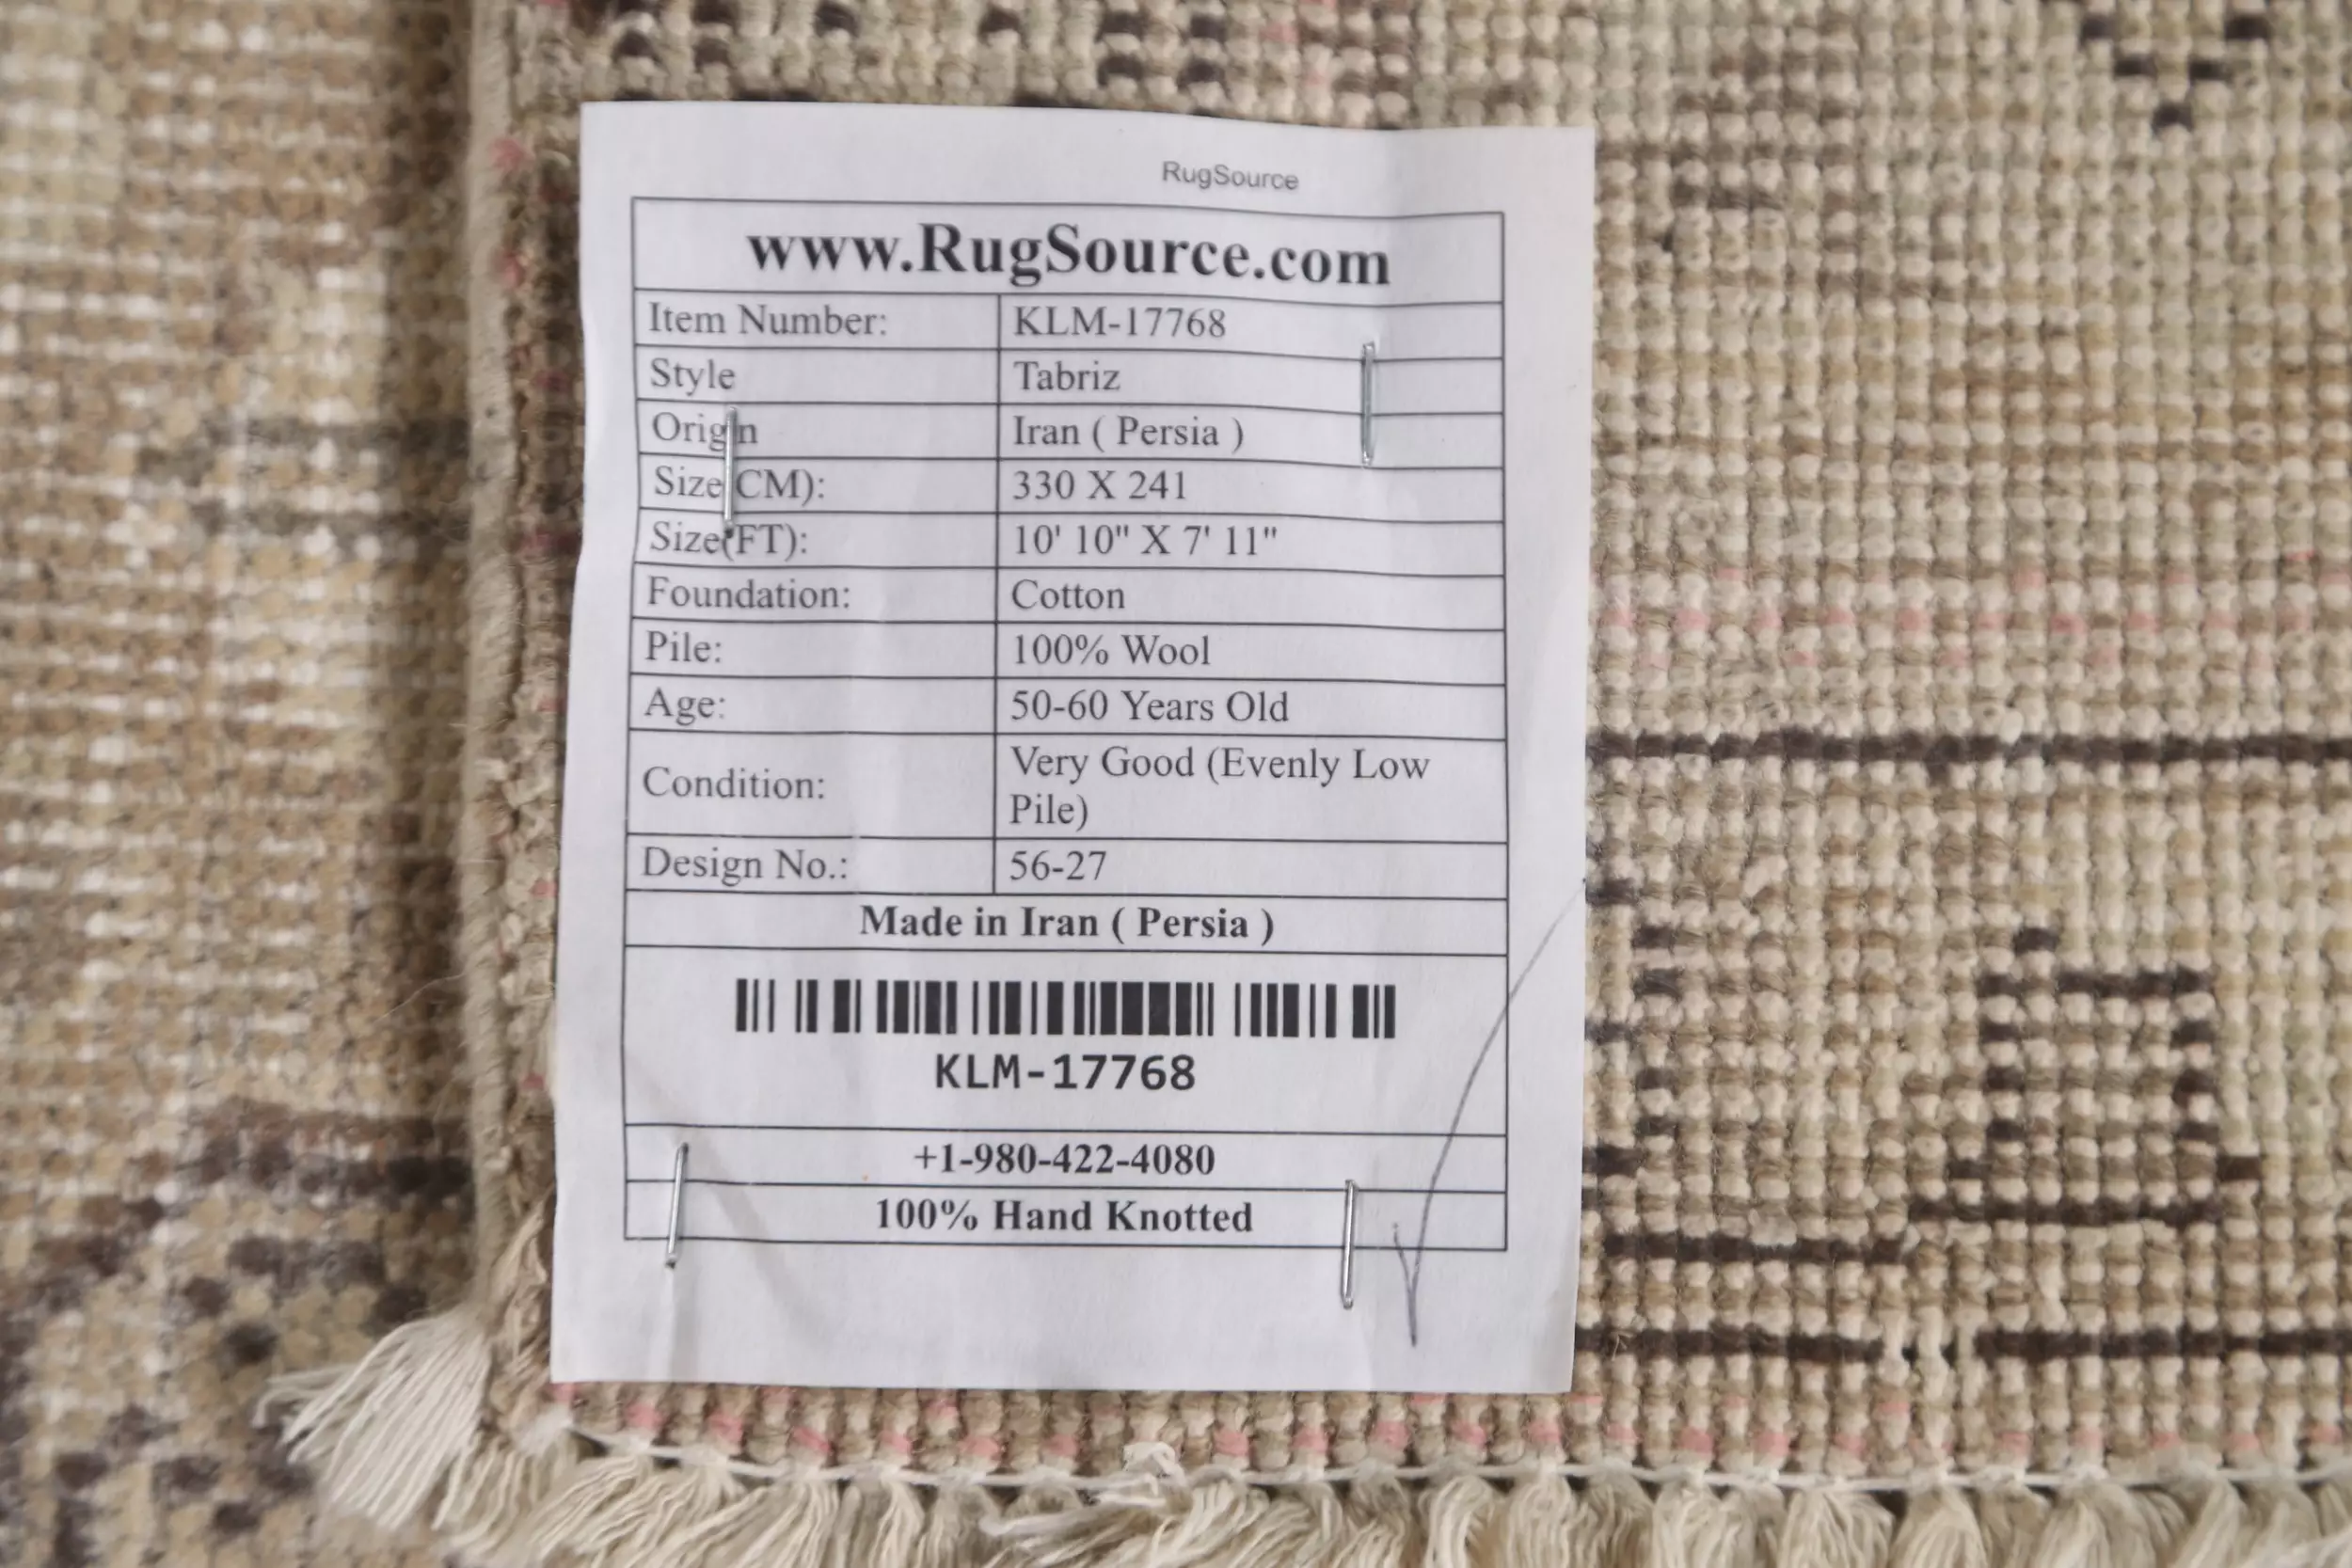 RugSource
www.RugSource.com
Item Number: KLM-17768
Style Tabriz
Origin Iran ( Persia )
Size(CM): 330 X 241
Size(FT): 10' 10" X 7' 11"
Foundation: Cotton
Pile: 100% Wool
Age: 50-60 Years Old
Condition: Very Good (Evenly Low
Pile)
Design No.: 56-27
Made in Iran ( Persia )
KLM-17768
+1-980-422-4080
100% Hand Knotted